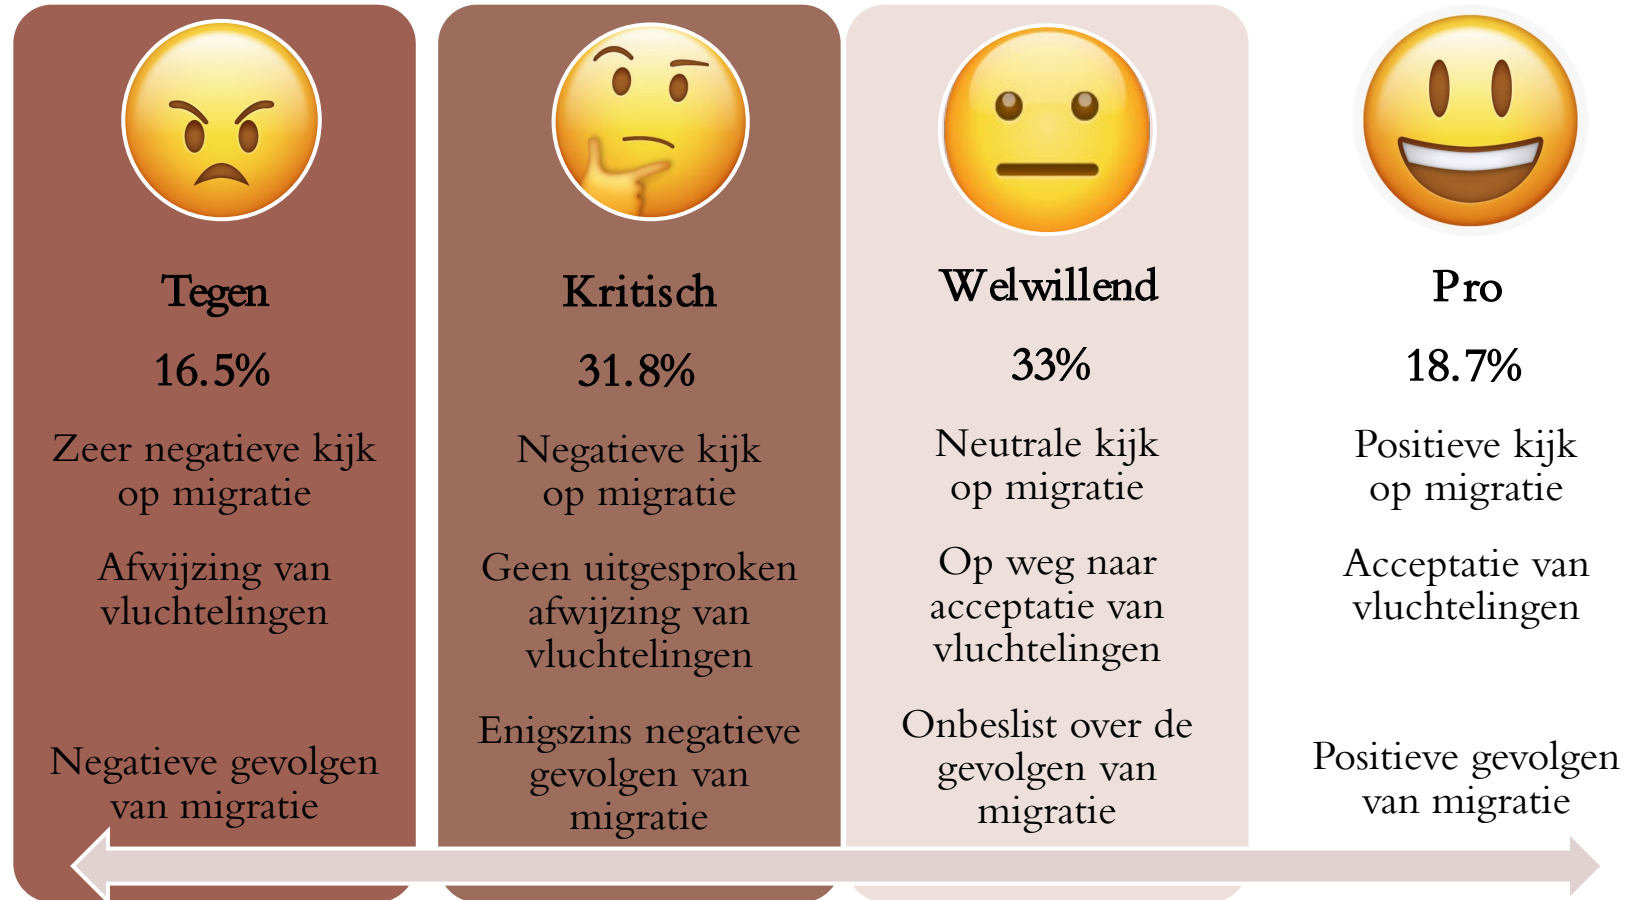 Tegen
16.5%
Zeer negatieve kijk
op migratie
Afwijzing van
vluchtelingen
Negatieve gevolgen
van migratie
Kritisch
31.8%
Negatieve kijk
op migratie
Geen uitgesproken
afwijzing van
vluchtelingen
Enigszins negatieve
gevolgen van
migratie
Welwillend
33%
Neutrale kijk
op migratie
Op weg naar
acceptatie van
vluchtelingen
Onbeslist over de
gevolgen van
migratie
Pro
18.7%
Positieve kijk
op migratie
Acceptatie van
vluchtelingen
Positieve gevolgen
van migratie